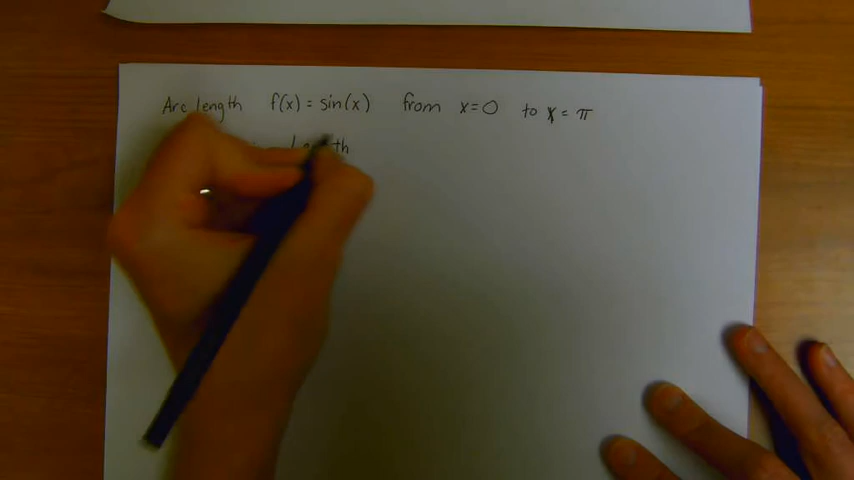 Arc length f(x) = sin(x) from x=0 to x = π